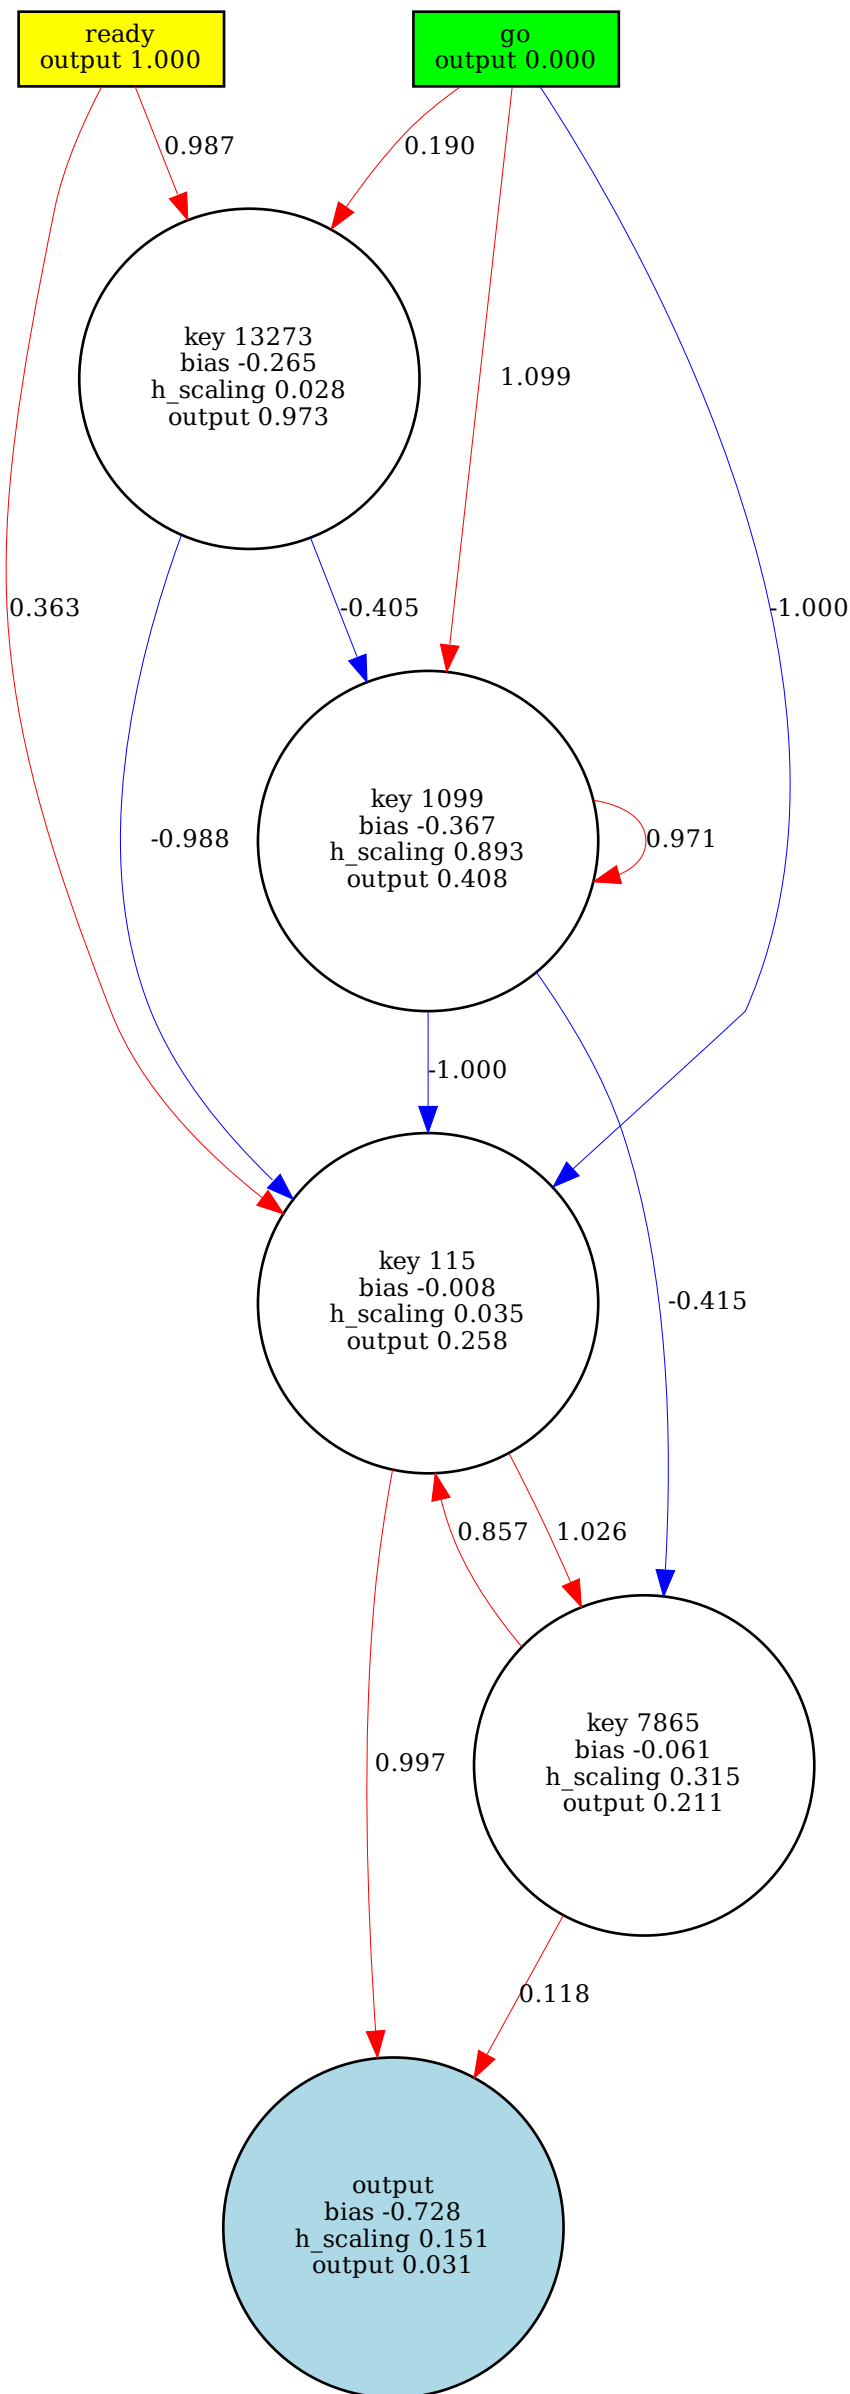 ready
output 1.000
go
output 0.000
0.987
0.190
key 13273
bias -0.265
h_scaling 0.028
output 0.973
1.099
0.363
-0.405
-1.000
key 1099
bias -0.367
h_scaling 0.893
output 0.408
-0.988
0.971
-1.000
key 115
bias -0.008
h_scaling 0.035
output 0.258
-0.415
0.857
1.026
key 7865
bias -0.061
h_scaling 0.315
output 0.211
0.997
0.118
output
bias -0.728
h_scaling 0.151
output 0.031